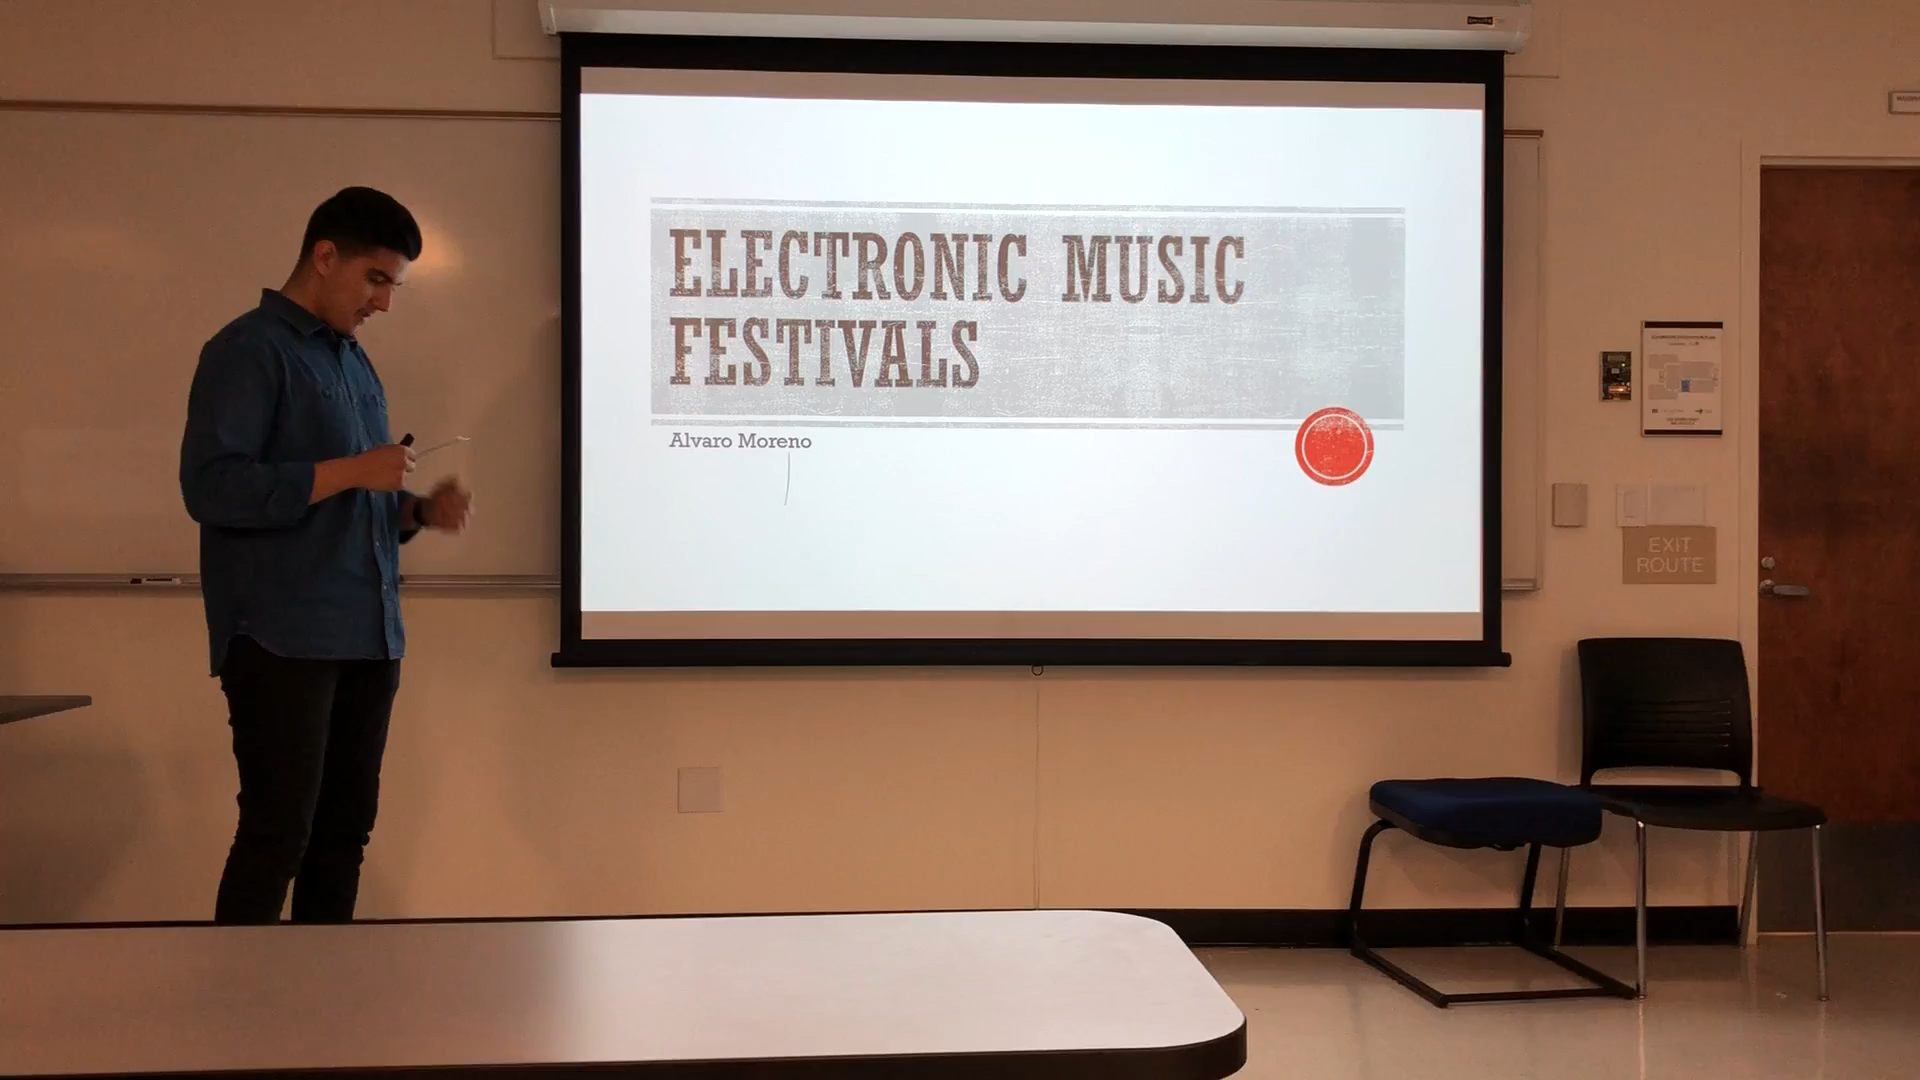 ELECTRONIC MUSIC
FESTIVALS
Alvaro Moreno
EXIT
ROUTE